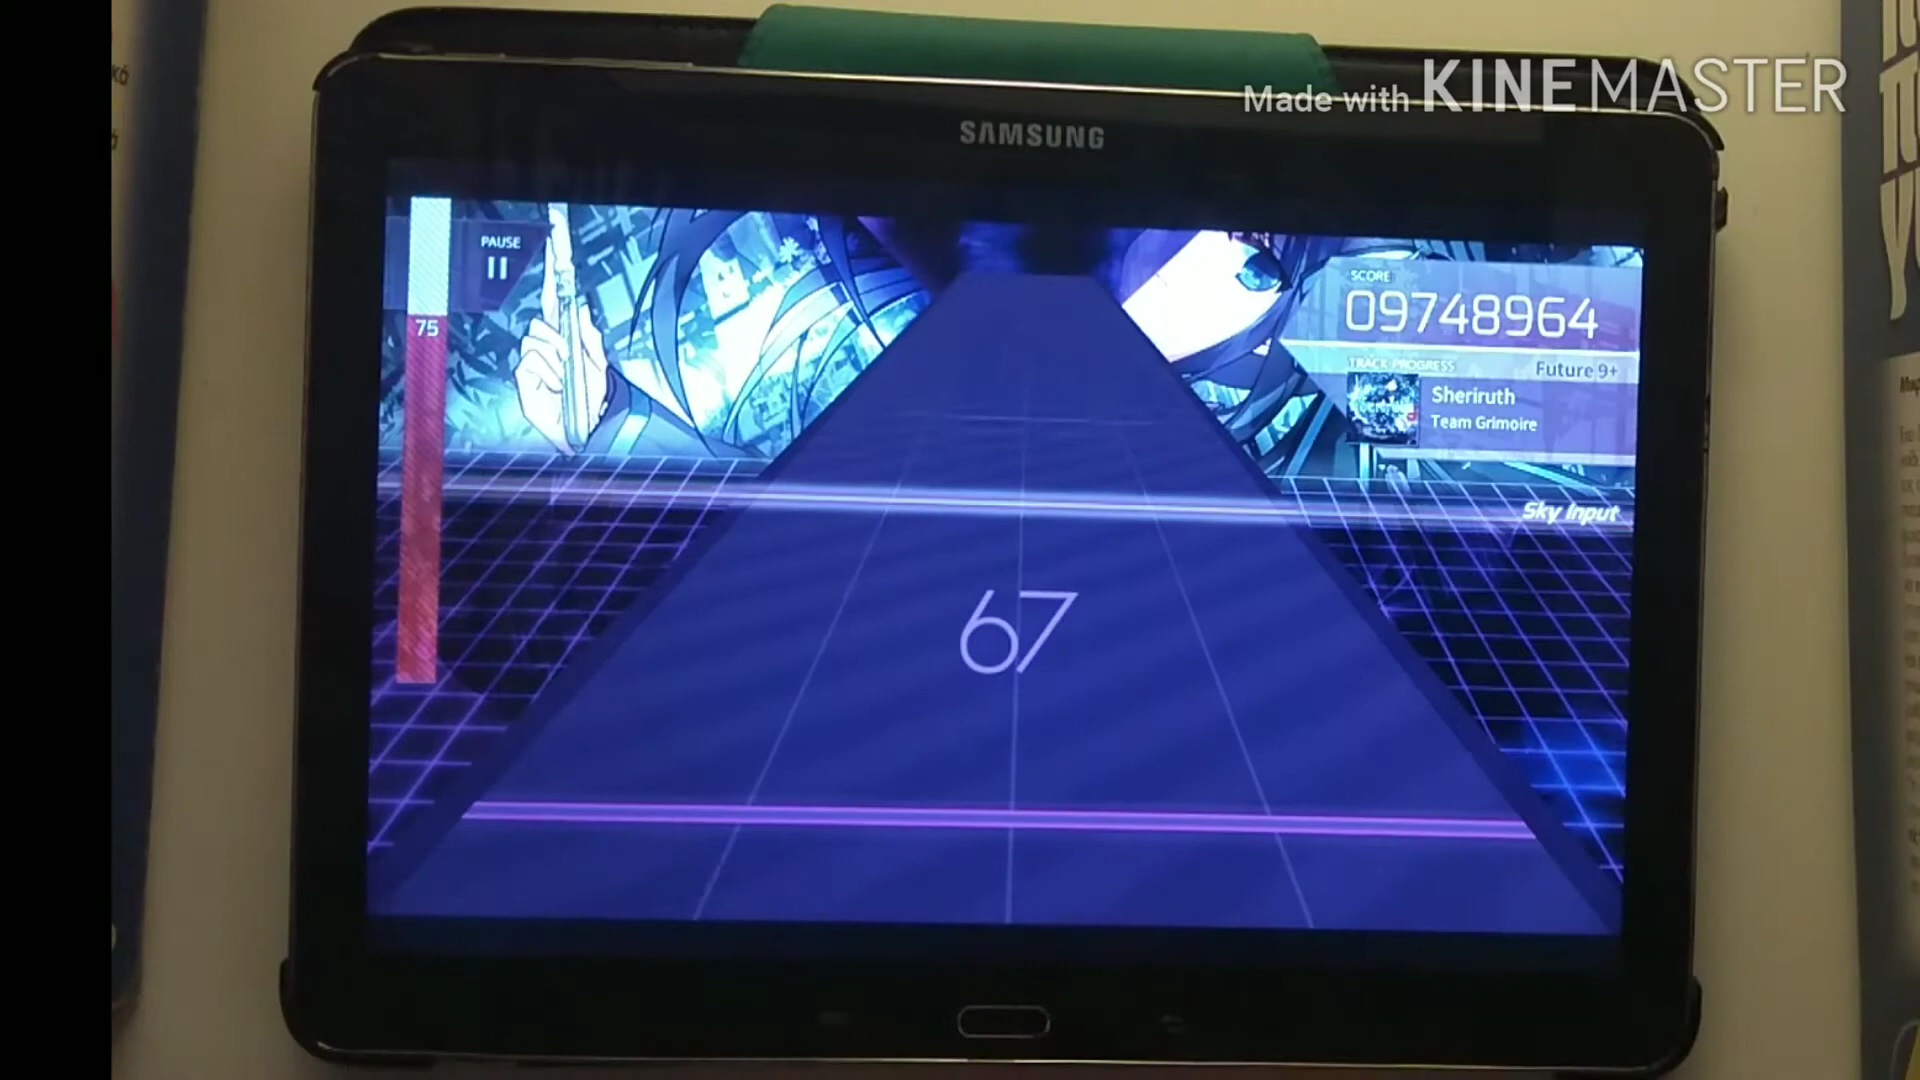 Made with KINEMASTER
SAMSUNG
PAUSE
75
SCORE
09748964
TRACK PROGRESS
Future 9+
Sheriruth
Team Grimoire
Sky Input
67